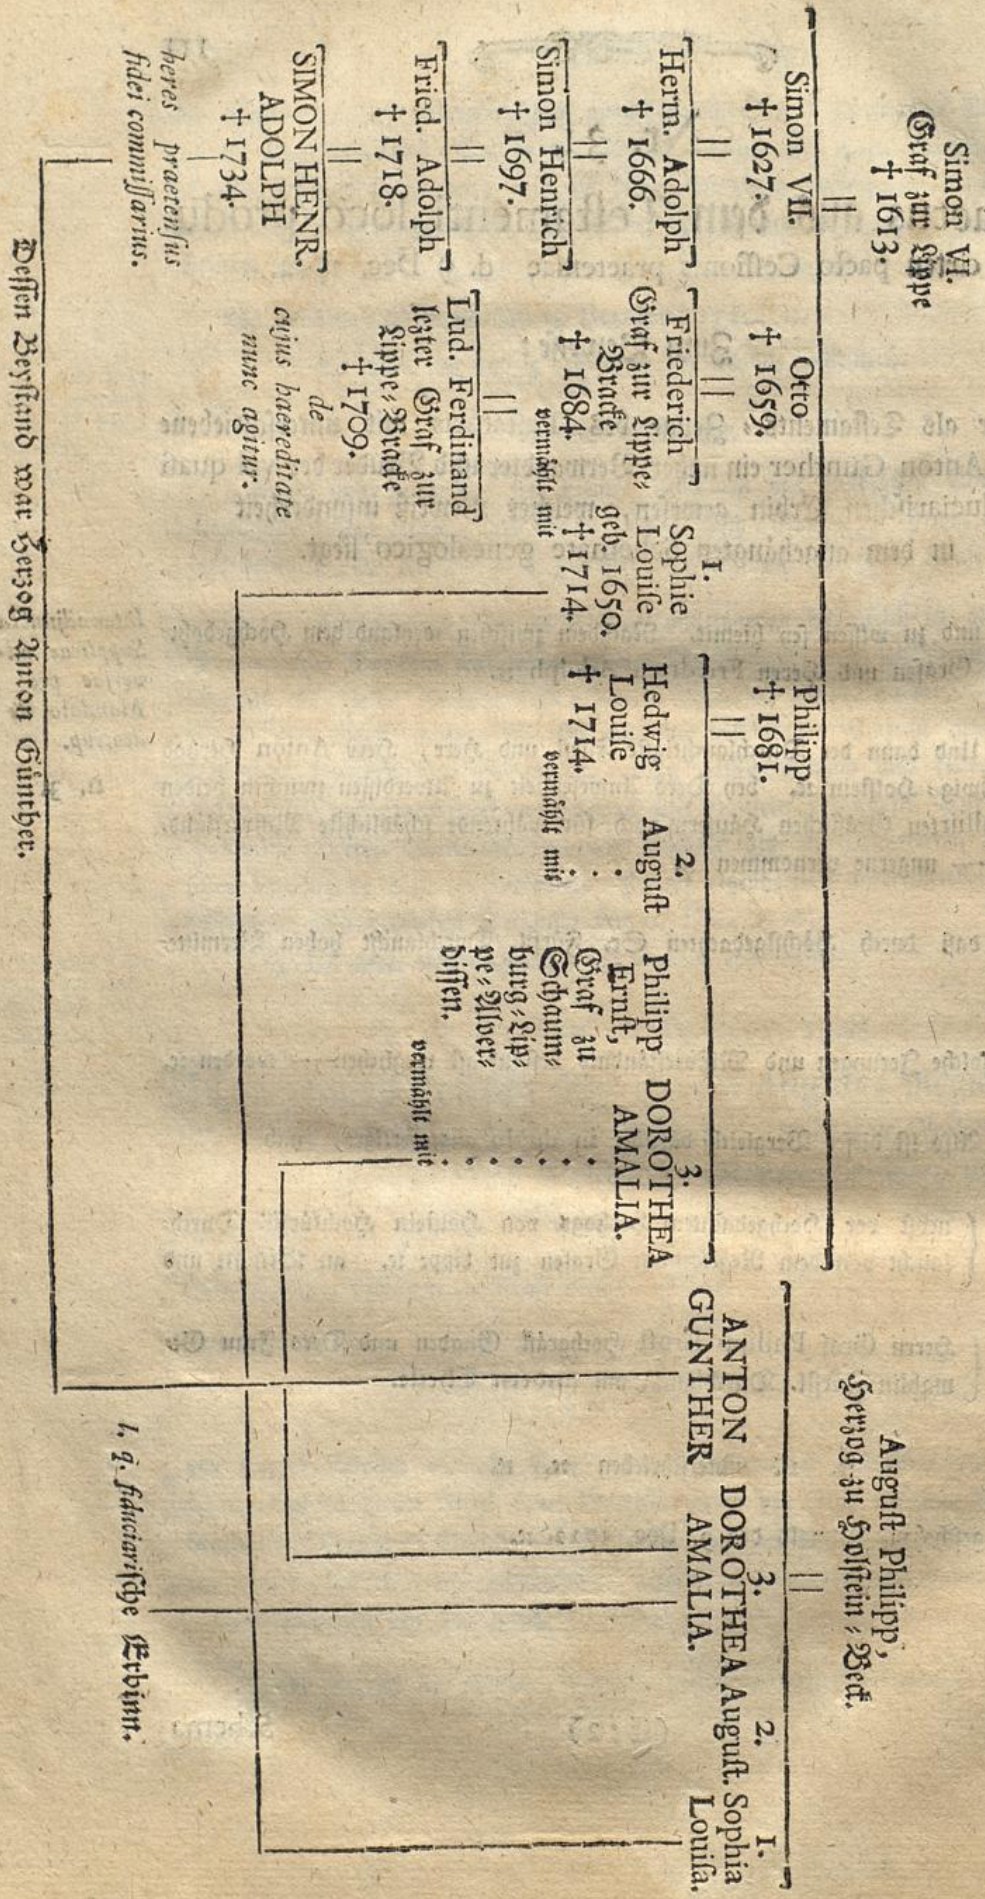 Simon VI.
Graf zur Lippe
† 1613.
August Philipp,
Herzog zu Holstein-Beck.
Simon VII.
† 1627.
Otto
† 1659.
Philipp
† 1681.
Herm. Adolph
† 1666.
Friederich
Graf zur Lippe-
Bracke
† 1684.
vermählt mit
1.
Sophie
Louise
geb. 1650.
† 1714.
Hedwig
Louise
† 1714.
2.
August
vermählt mit
Philipp
Ernst,
Graf zu
Schaum-
burg-Lip-
pe-Alver-
dissen.
vermählt mit
3.
DOROTHEA
AMALIA.
ANTON
GUNTHER
3.
DOROTHEA
AMALIA.
2.
August.
1.
Sophia
Louisa.
Simon Henrich
† 1697.
Fried. Adolph
† 1718.
Lud. Ferdinand
lezter Graf zur
Lippe-Bracke
† 1709.
cujus haereditate
de
nunc agitur.
SIMON HENR.
ADOLPH
† 1734.
heres praetensus
fidei commissarius.
l. q. fiduciarische Erbinn.
Dessen Beystand war Herzog Anton Günther.